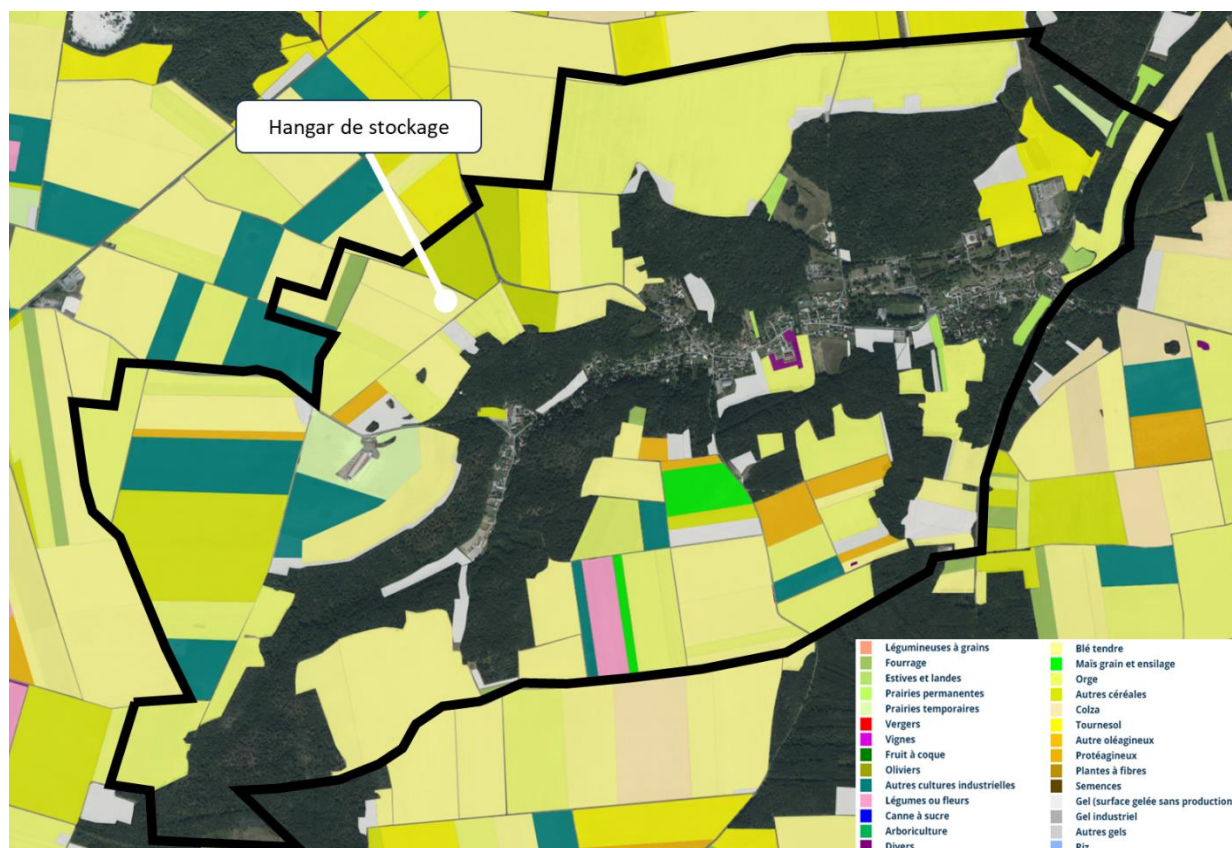 Hangar de stockage
Légumineuses à grains
Fourrage
Estives et landes
Prairies permanentes
Prairies temporaires
Vergers
Vignes
Fruit à coque
Oliviers
Autres cultures industrielles
Légumes ou fleurs
Canne à sucre
Arboriculture
Divers
Blé tendre
Maïs grain et ensilage
Orge
Autres céréales
Colza
Tournesol
Autre oléagineux
Protéagineux
Plantes à fibres
Semences
Gel (surface gelée sans production
Gel industriel
Autres gels
Riz